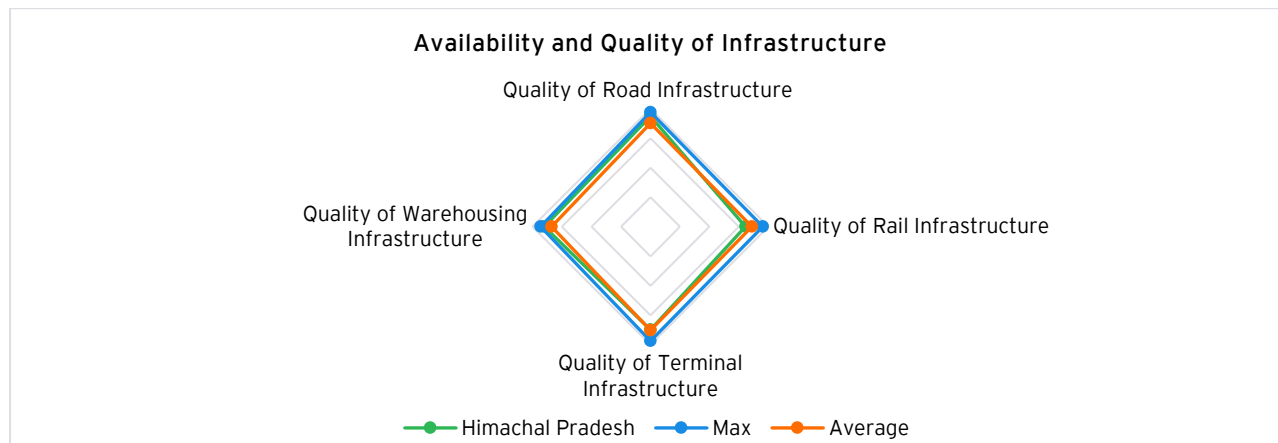 Availability and Quality of Infrastructure
Quality of Road Infrastructure
Quality of Warehousing
Infrastructure
Quality of Rail Infrastructure
Quality of Terminal
Infrastructure
Himachal Pradesh Max Average